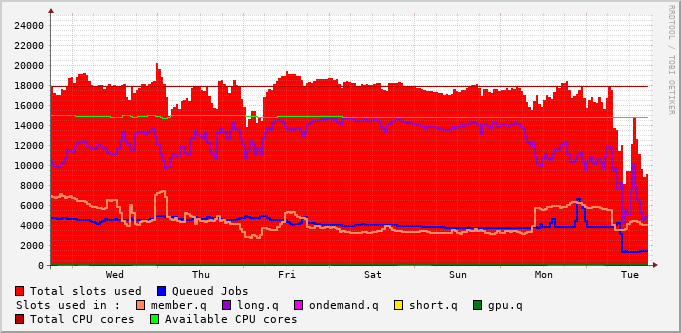 RRDTOOL / TOBI OETIKER
24000
22000
20000
18000
16000
14000
12000
10000
8000
6000
4000
2000
0
Wed Thu Fri Sat Sun Mon Tue
Total slots used Queued Jobs
Slots used in : member.q long.q ondemand.q short.q gpu.q
Total CPU cores Available CPU cores